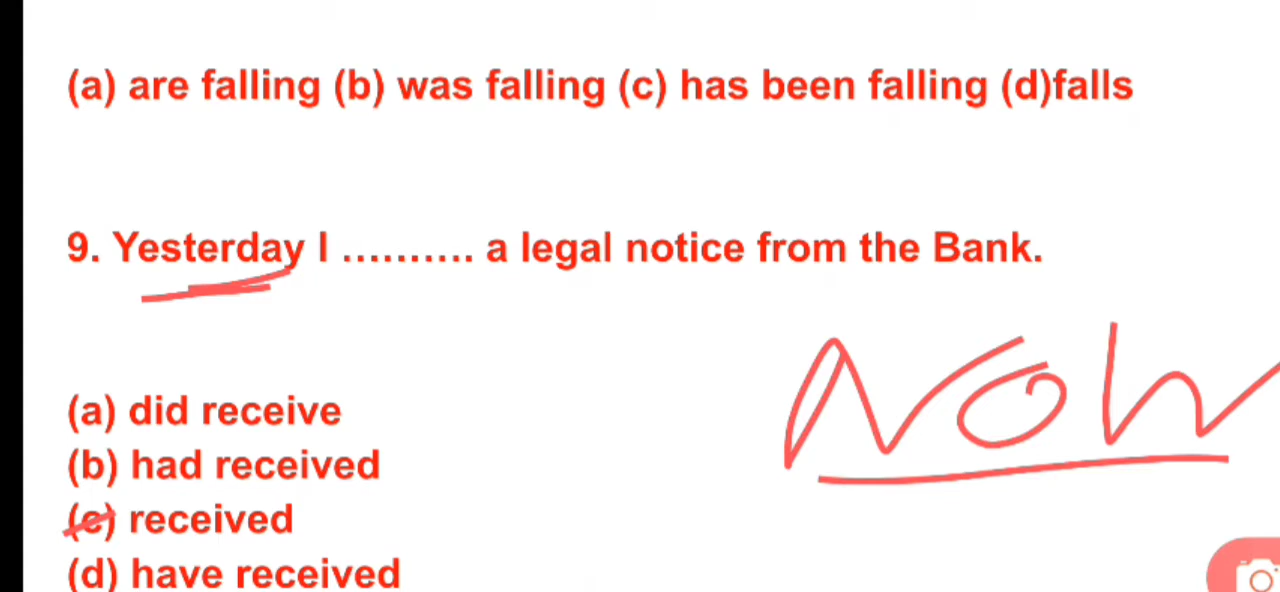 (a) are falling (b) was falling (c) has been falling (d)falls
9. Yesterday I .......... a legal notice from the Bank.
Now
(a) did receive
(b) had received
(c) received
(d) have received